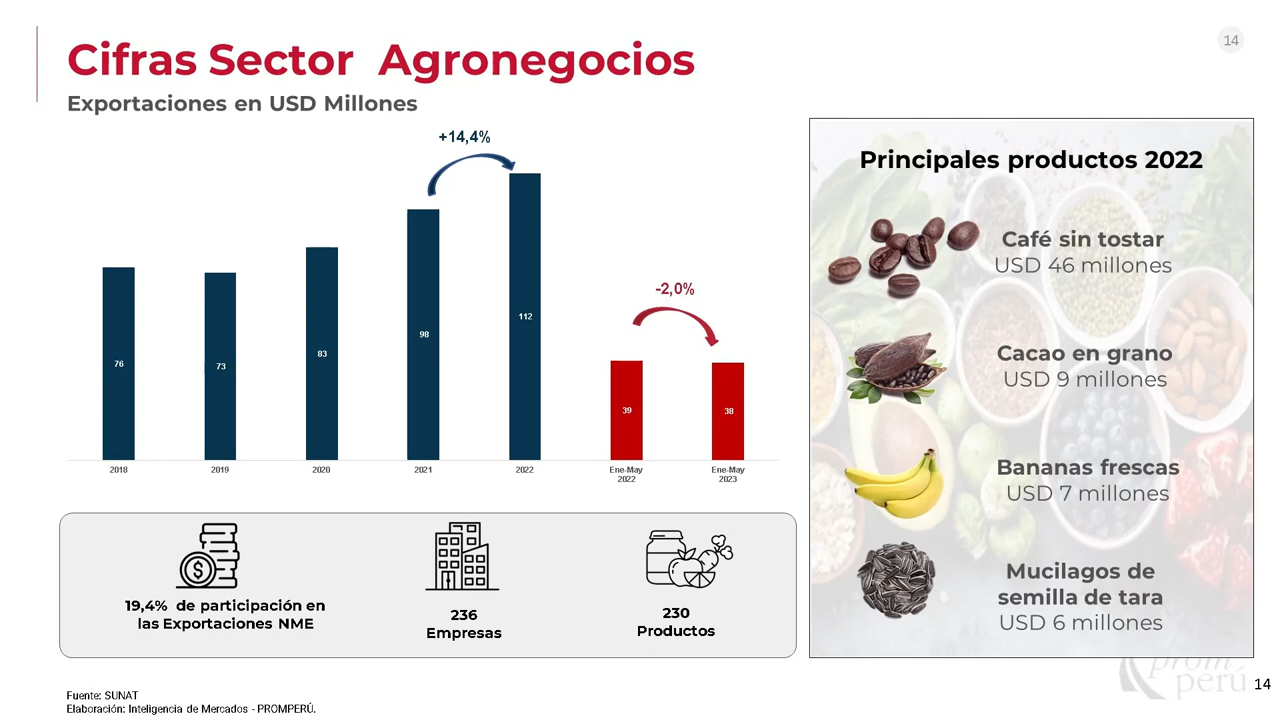 14
Cifras Sector  Agronegocios
Exportaciones en USD Millones
+14,4%
-2,0%
76
73
83
98
112
39
38
2018
2019
2020
2021
2022
Ene-May
2022
Ene-May
2023
19,4%  de participación en
las Exportaciones NME
236
Empresas
230
Productos
Principales productos 2022
Café sin tostar
USD 46 millones
Cacao en grano
USD 9 millones
Bananas frescas
USD 7 millones
Mucilagos de
semilla de tara
USD 6 millones
prom
perú
14
Fuente: SUNAT
Elaboración: Inteligencia de Mercados - PROMPERÚ.